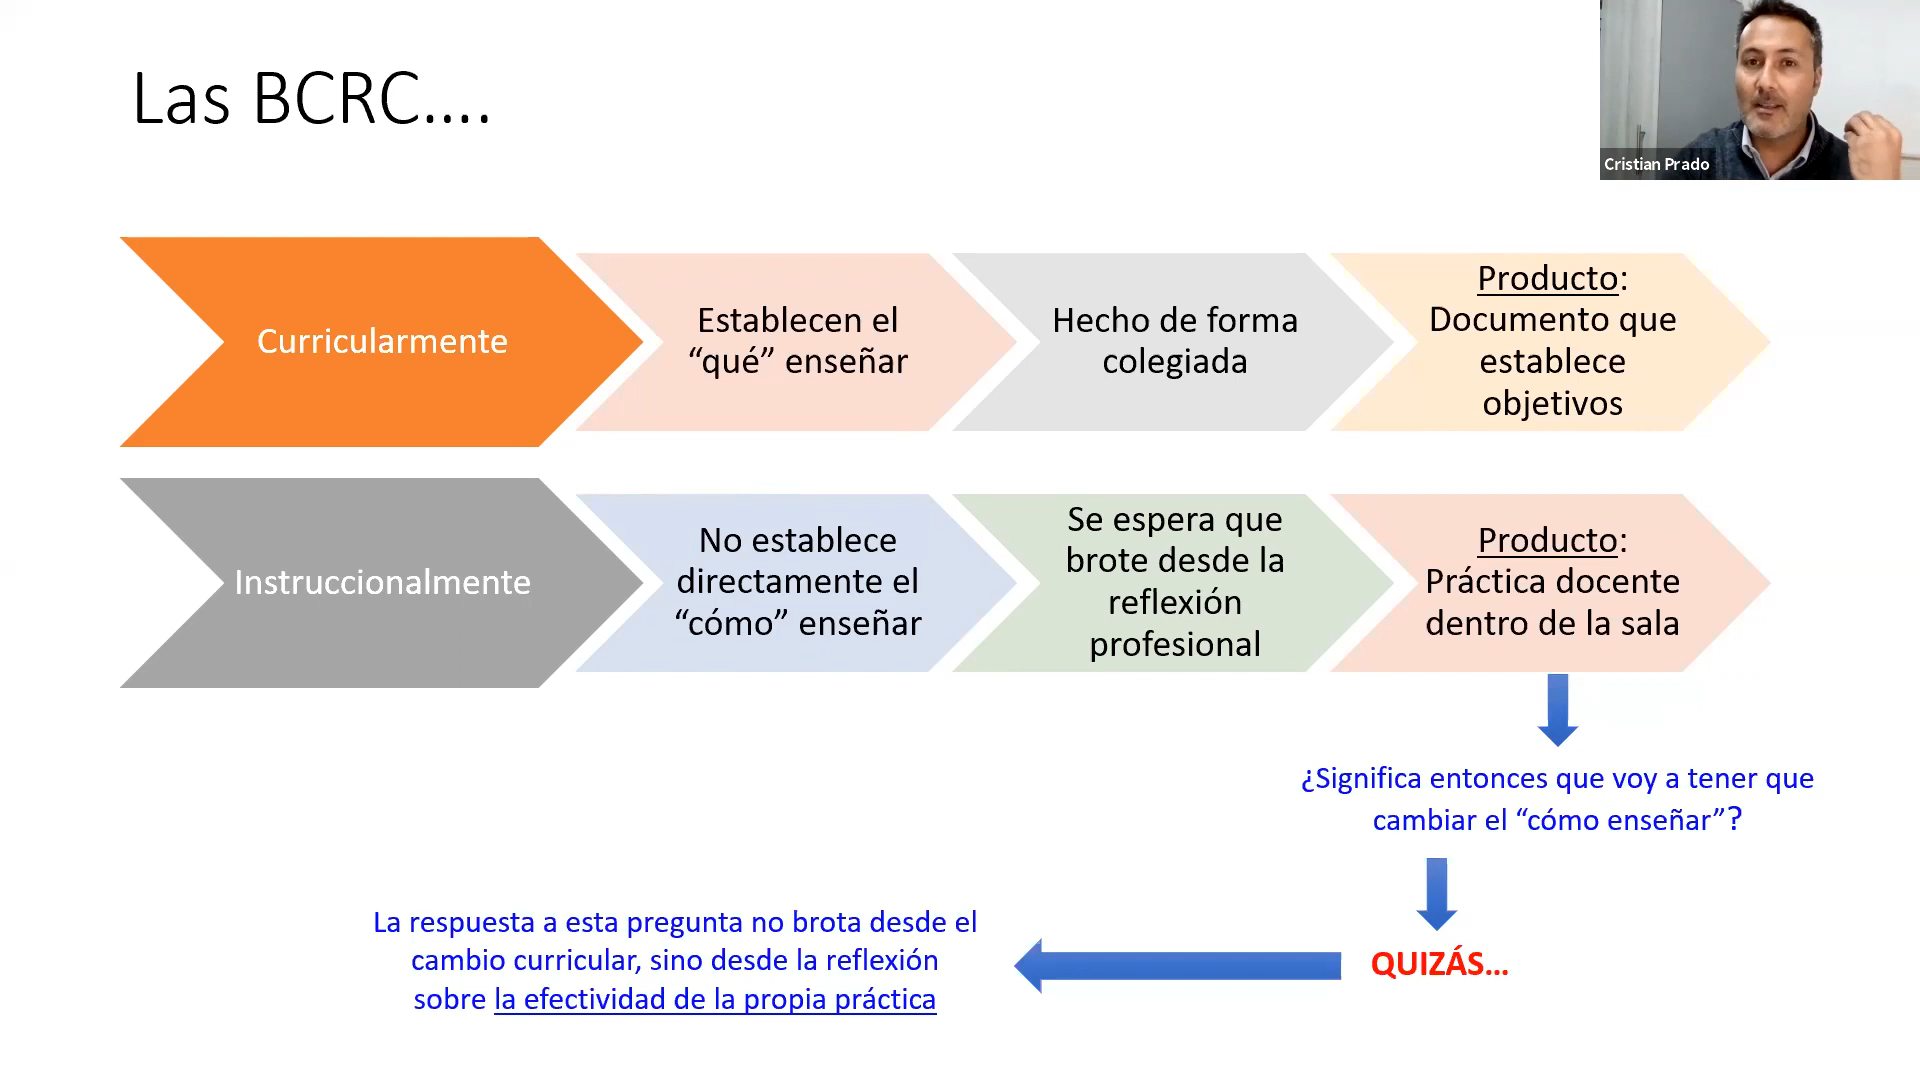 Las BCRC....
Cristian Prado
Curricularmente
Establecen el
“qué” enseñar
Hecho de forma
colegiada
Producto:
Documento que
establece
objetivos
Instruccionalmente
No establece
directamente el
“cómo” enseñar
Se espera que
brote desde la
reflexión
profesional
Producto:
Práctica docente
dentro de la sala
¿Significa entonces que voy a tener que
cambiar el “cómo enseñar”?
QUIZÁS...
La respuesta a esta pregunta no brota desde el
cambio curricular, sino desde la reflexión
sobre la efectividad de la propia práctica